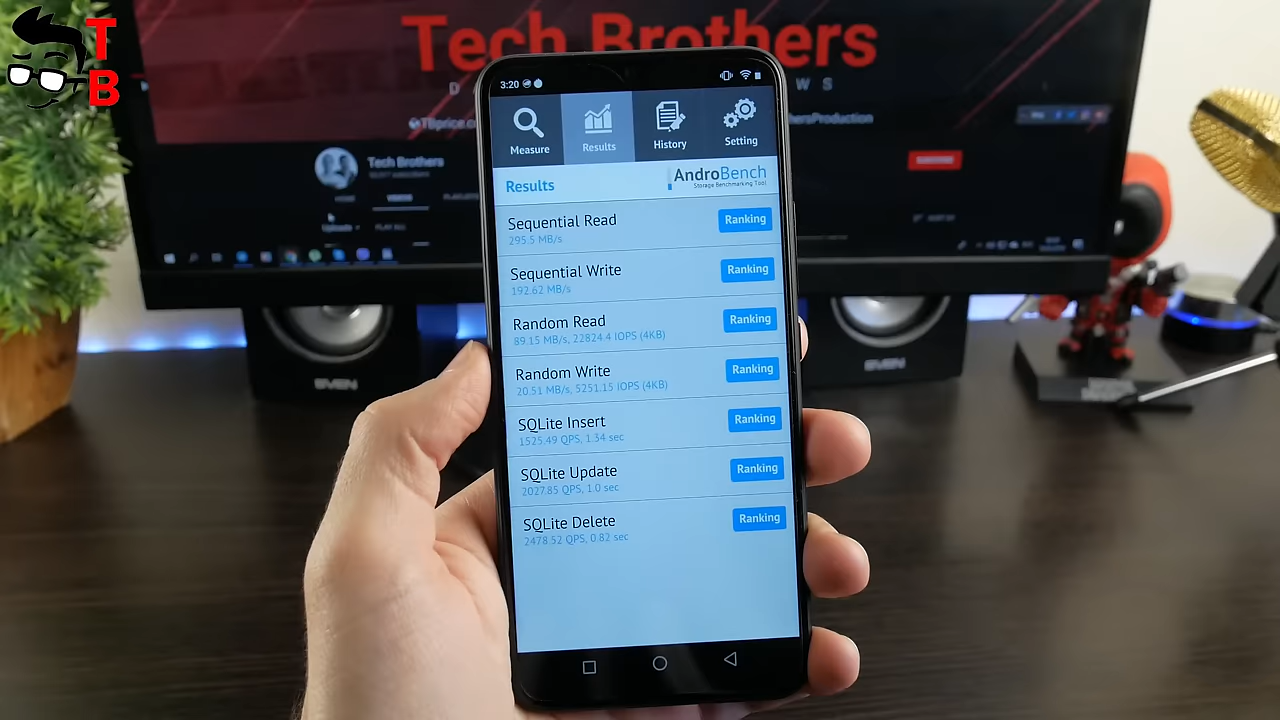 T
B
Tech Brothers
W S
TBprice.c
Tech Brothers
VIDEOS
PLAY ALL
3:20
Measure
Results
History
Setting
Results
AndroBench
Storage Benchmarking Tool
Sequential Read
295.5 MB/s
Ranking
Sequential Write
192.62 MB/s
Ranking
Random Read
89.15 MB/s, 22824.4 IOPS (4KB)
Ranking
Random Write
20.51 MB/s, 5251.15 IOPS (4KB)
Ranking
SQLite Insert
1525.49 QPS, 1.34 sec
Ranking
SQLite Update
2027.85 QPS, 1.0 sec
Ranking
SQLite Delete
2478.52 QPS, 0.82 sec
Ranking
SVEN
SVEN